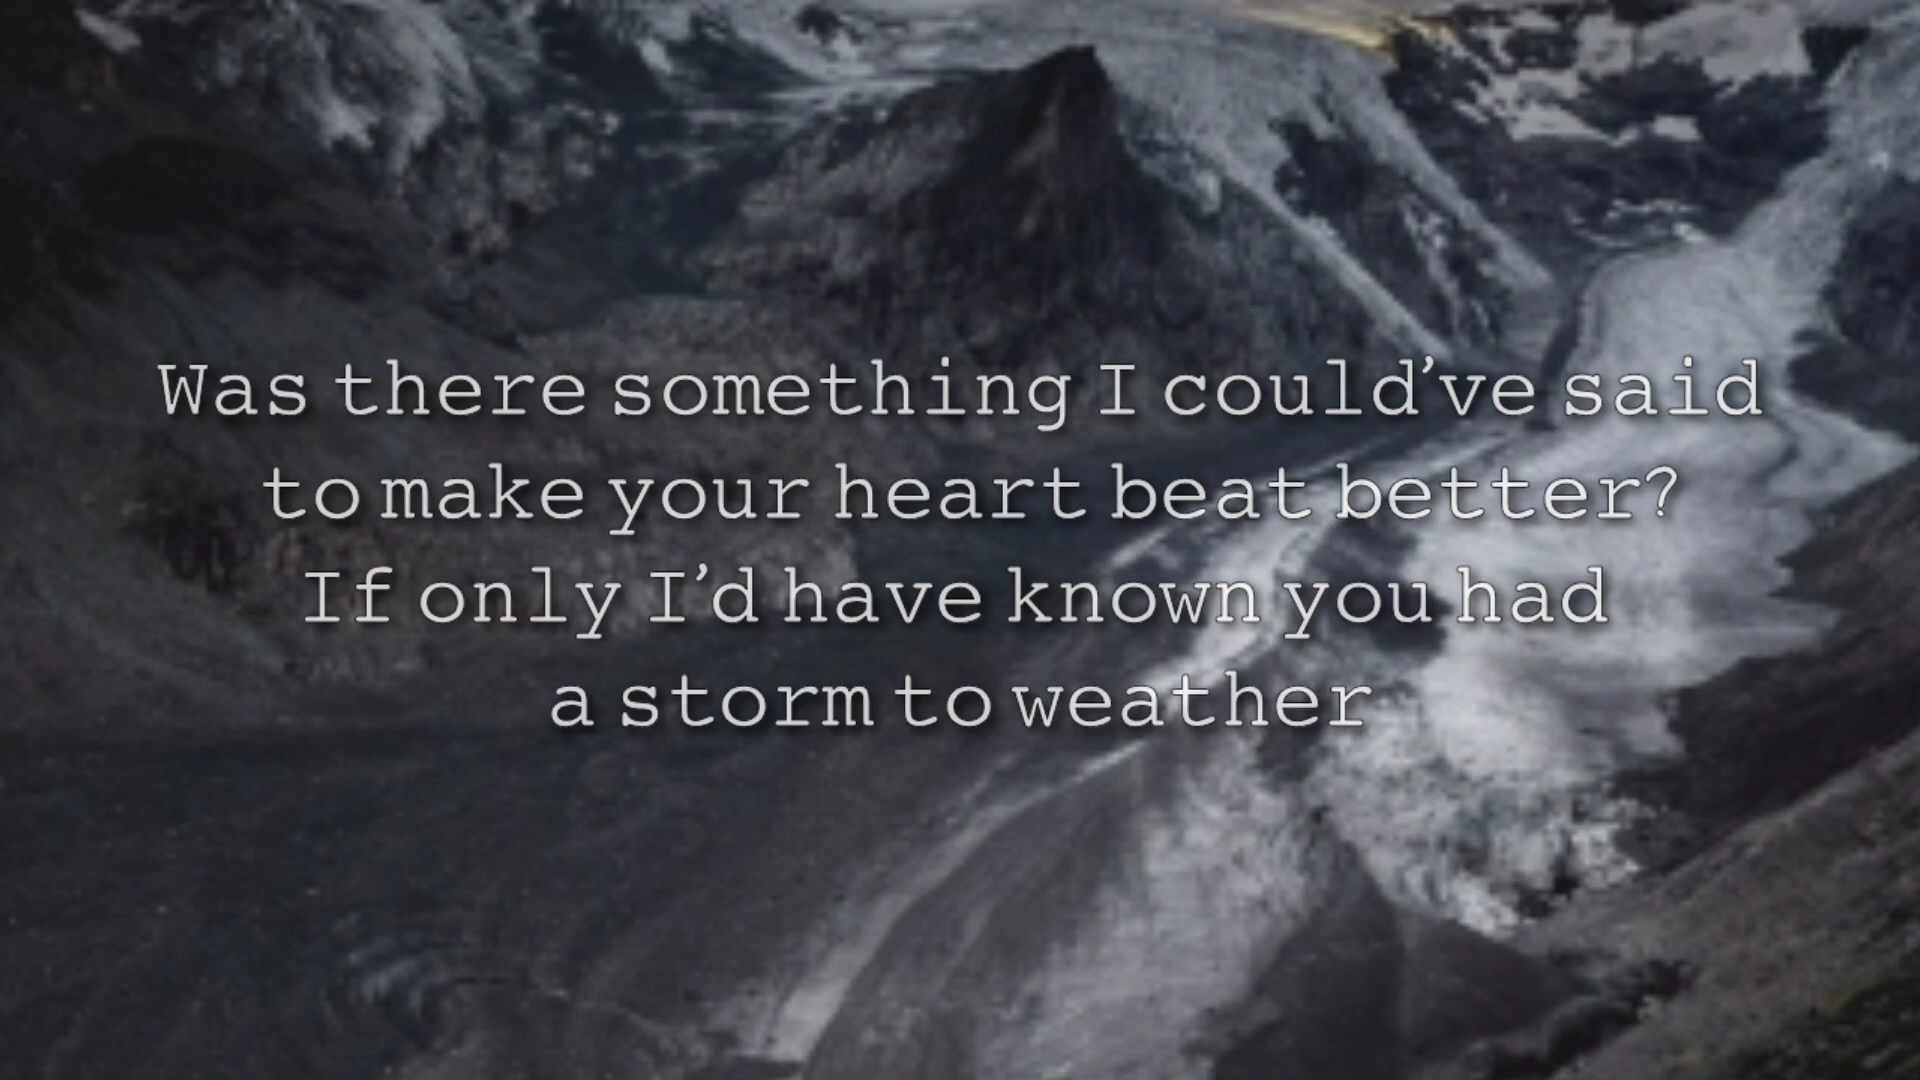 Was there something I could’ve said
to make your heart beat better?
If only I’d have known you had
a storm to weather